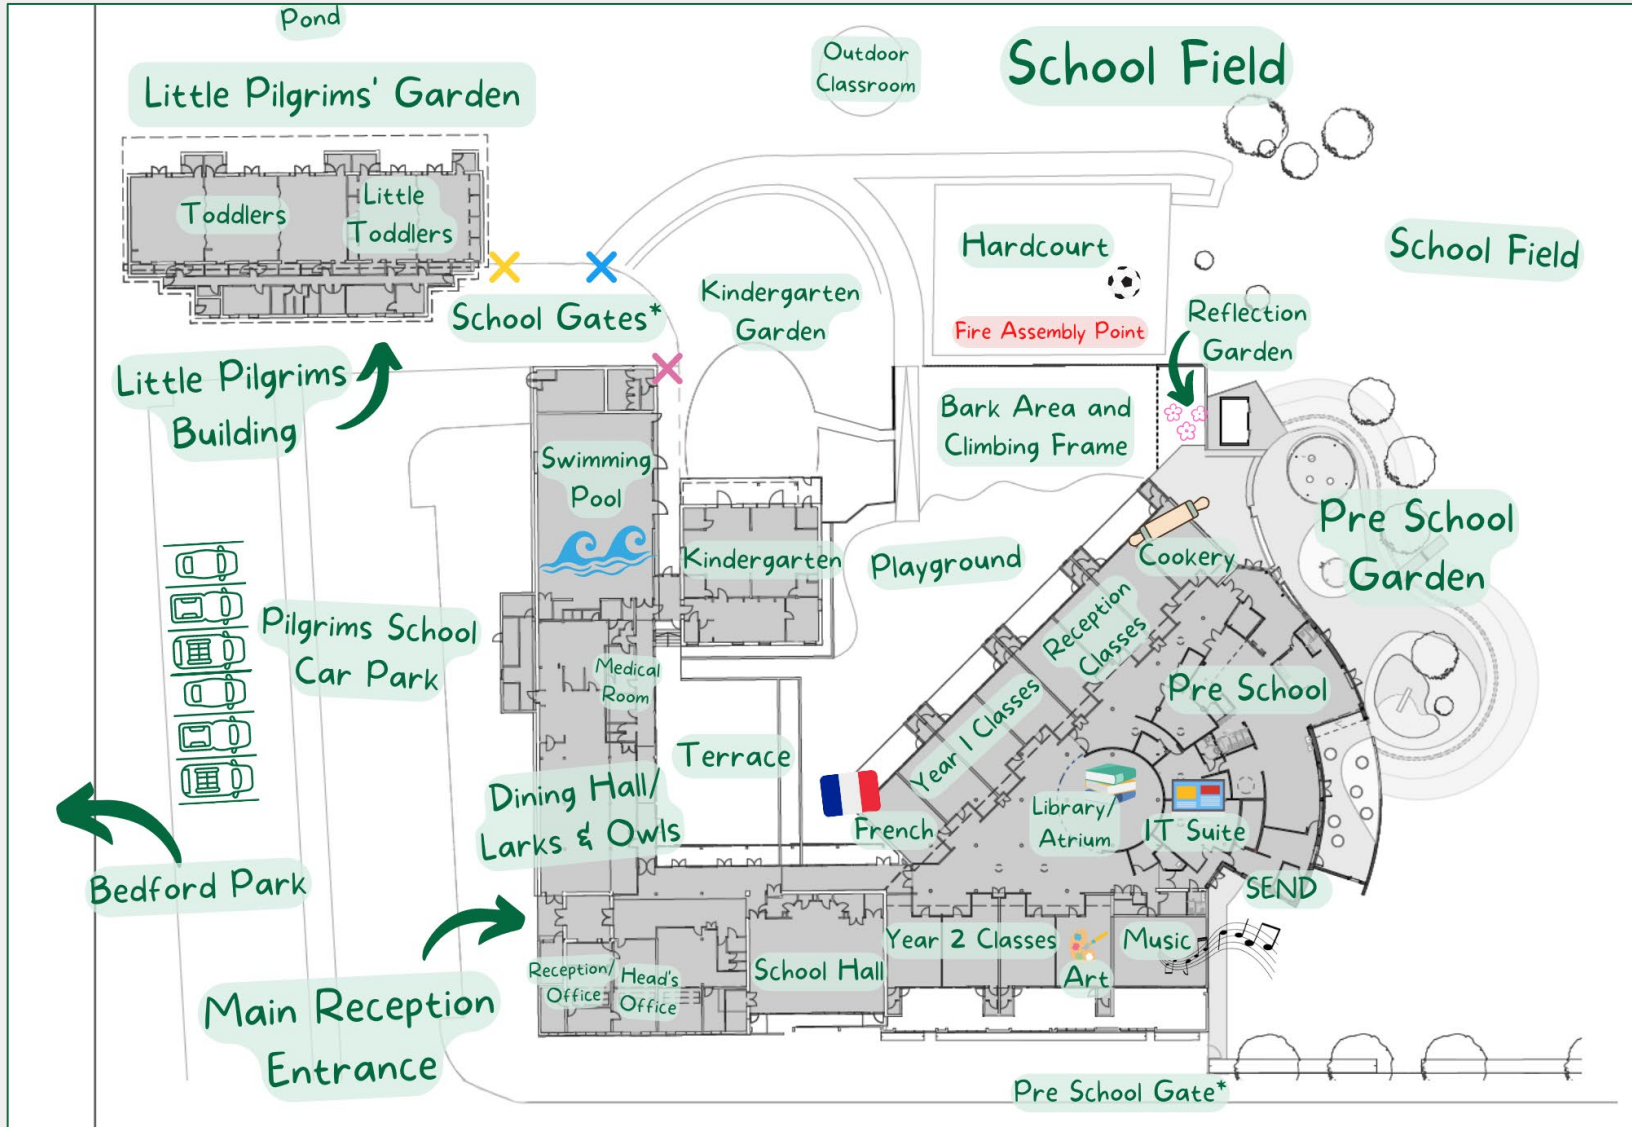 Pond
Little Pilgrims' Garden
Outdoor
Classroom
School Field
Toddlers
Little
Toddlers
School Gates*
Kindergarten
Garden
Hardcourt
Fire Assembly Point
School Field
Reflection
Garden
Little Pilgrims
Building
Bark Area and
Climbing Frame
Swimming
Pool
Kindergarten
Playground
Cookery
Pre School
Garden
Pilgrims School
Car Park
Medical
Room
Reception
Classes
Pre School
Year 1 Classes
Terrace
Dining Hall/
Larks & Owls
French
Library/
Atrium
IT Suite
SEND
Bedford Park
Main Reception
Entrance
Reception/
Office
Head's
Office
School Hall
Year 2 Classes
Art
Music
Pre School Gate*